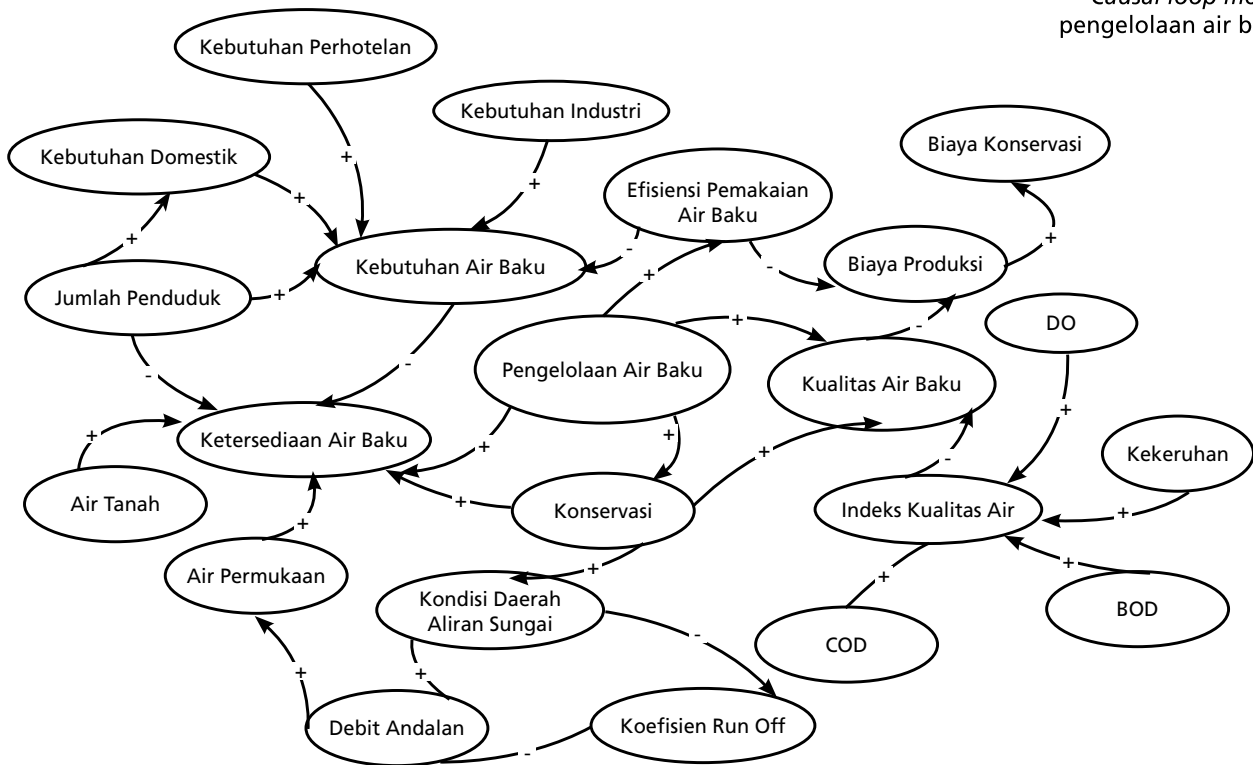 Causal loop
pengelolaan air
Kebutuhan Perhotelan
Kebutuhan Industri
Kebutuhan Domestik
Biaya Konservasi
Efisiensi Pemakaian
Air Baku
Kebutuhan Air Baku
Biaya Produksi
Jumlah Penduduk
DO
Pengelolaan Air Baku
Kualitas Air Baku
Ketersediaan Air Baku
Kekeruhan
Air Tanah
Konservasi
Indeks Kualitas Air
Air Permukaan
Kondisi Daerah
Aliran Sungai
BOD
COD
Debit Andalan
Koefisien Run Off
+
+
+
+
+
-
+
-
+
-
-
+
-
+
+
+
+
+
+
-
+
+
+
+
+
-
+
+
-